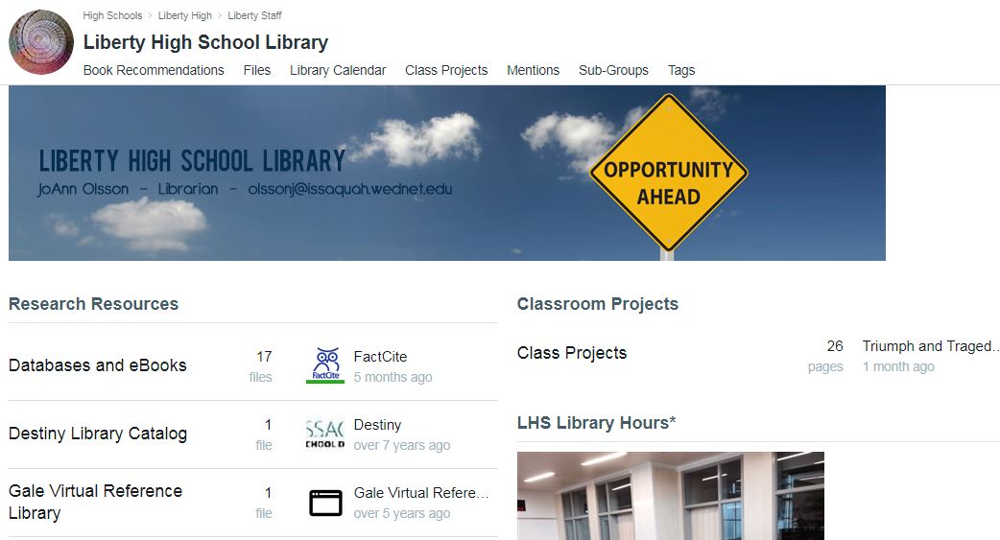 High Schools › Liberty High › Liberty Staff
Liberty High School Library
Book Recommendations Files Library Calendar Class Projects Mentions Sub-Groups Tags
LIBERTY HIGH SCHOOL LIBRARY
JoAnn Olsson - Librarian - olssonj@issaquah.wednet.edu
OPPORTUNITY
AHEAD
Research Resources
Databases and eBooks
17
files
FactCite
FactCite
5 months ago
Destiny Library Catalog
1
file
SSAC
CHOOL D
Destiny
over 7 years ago
Gale Virtual Reference
Library
1
file
Gale Virtual Refere...
over 5 years ago
Classroom Projects
Class Projects
26
pages
Triumph and Traged..
1 month ago
LHS Library Hours*